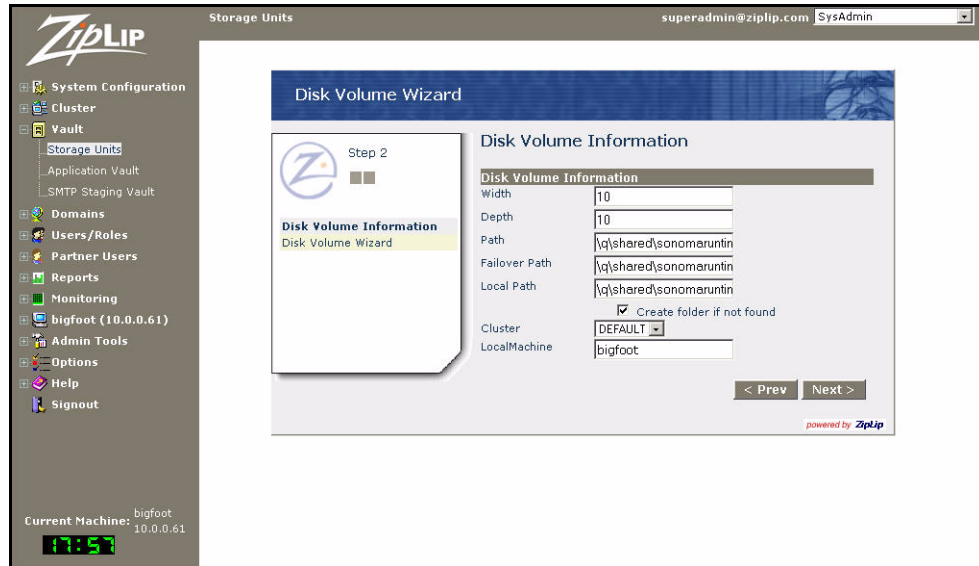 ZipLip
Storage Units
superadmin@ziplip.com SysAdmin
System Configuration
Cluster
Vault
Storage Units
Application Vault
SMTP Staging Vault
Domains
Users/Roles
Partner Users
Reports
Monitoring
bigfoot (10.0.0.61)
Admin Tools
Options
Help
Signout
Current Machine: bigfoot
10.0.0.61
17:57
Disk Volume Wizard
Step 2
Disk Volume Information
Disk Volume Wizard
Disk Volume Information
Disk Volume Information
Width 10
Depth 10
Path \q\shared\sonomaruntin
Failover Path \q\shared\sonomaruntin
Local Path \q\shared\sonomaruntin
Create folder if not found
Cluster DEFAULT
LocalMachine bigfoot
< Prev Next >
powered by ZipLip